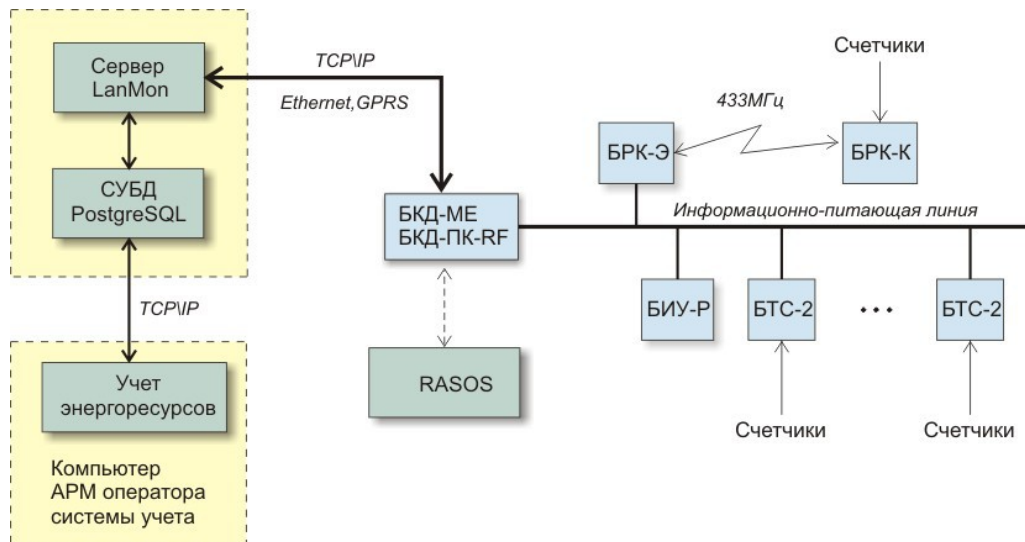 Сервер
LanMon
СУБД
PostgreSQL
TCP\IP
Учет
энергоресурсов
Компьютер
АРМ оператора
системы учета
TCP\IP
Ethernet,GPRS
БКД-МЕ
БКД-ПК-RF
RASOS
433МГц
Счетчики
БРК-Э
БРК-К
Информационно-питающая линия
БИУ-Р
БТС-2
...
БТС-2
Счетчики
Счетчики